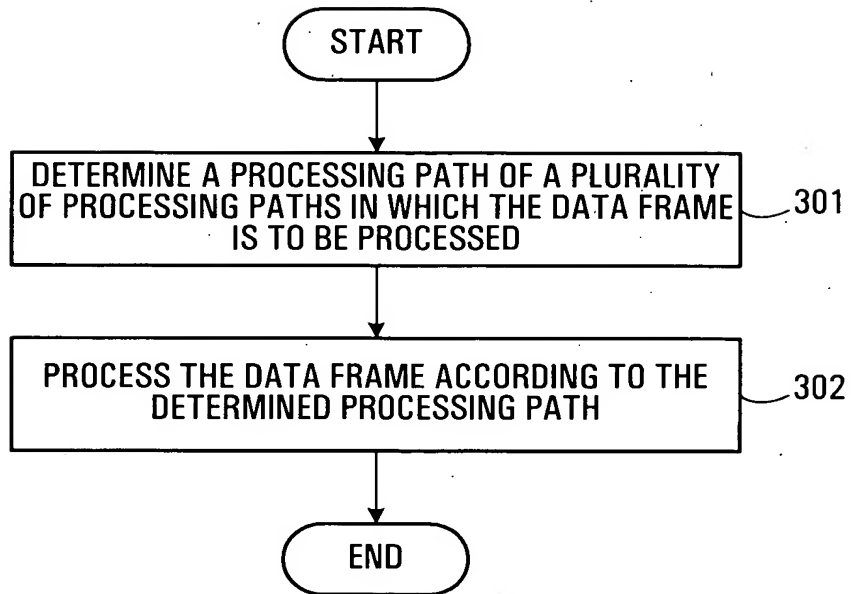 START
DETERMINE A PROCESSING PATH OF A PLURALITY
OF PROCESSING PATHS IN WHICH THE DATA FRAME
IS TO BE PROCESSED
301
PROCESS THE DATA FRAME ACCORDING TO THE
DETERMINED PROCESSING PATH
302
END